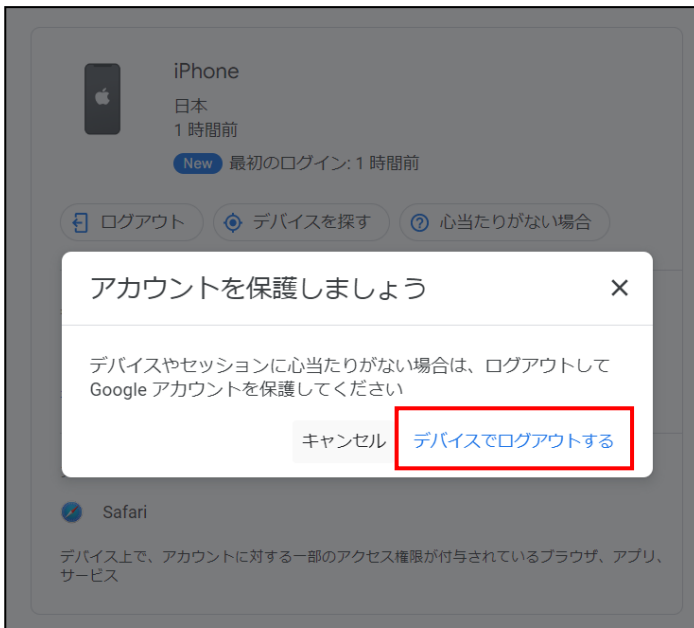 iPhone
日本
1 時間前
New 最初のログイン: 1 時間前
ログアウト デバイスを探す 心当たりがない場合
アカウントを保護しましょう
デバイスやセッションに心当たりがない場合は、ログアウトして
Google アカウントを保護してください
キャンセル デバイスでログアウトする
Safari
デバイス上で、アカウントに対する一部のアクセス権限が付与されているブラウザ、アプリ、
サービス